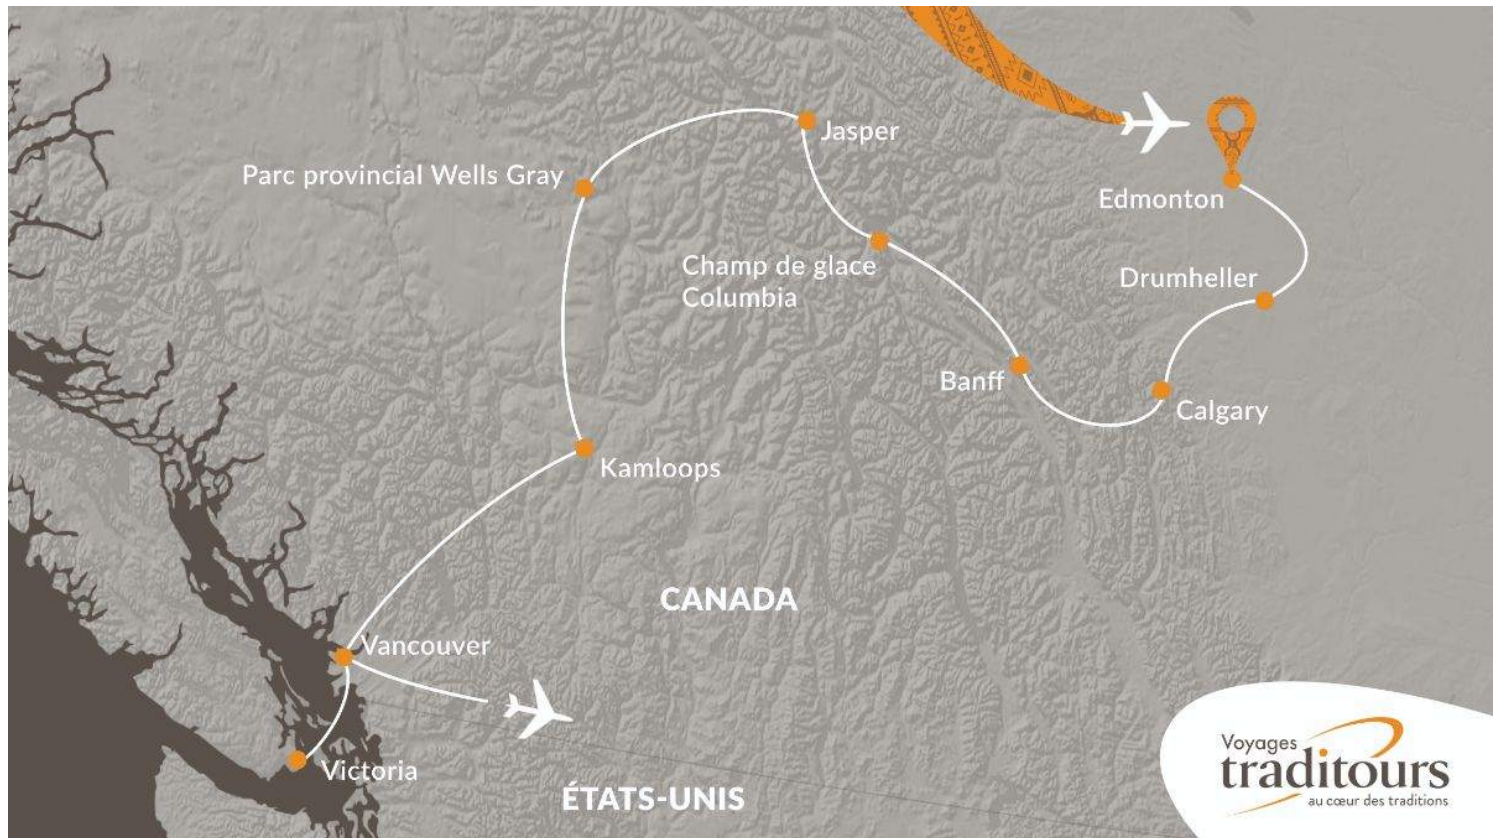 Jasper
Parc provincial Wells Gray
Edmonton
Champ de glace
Columbia
Drumheller
Banff
Calgary
Kamloops
CANADA
Vancouver
Victoria
ÉTATS-UNIS
Voyages
traditours
au cœur des traditions